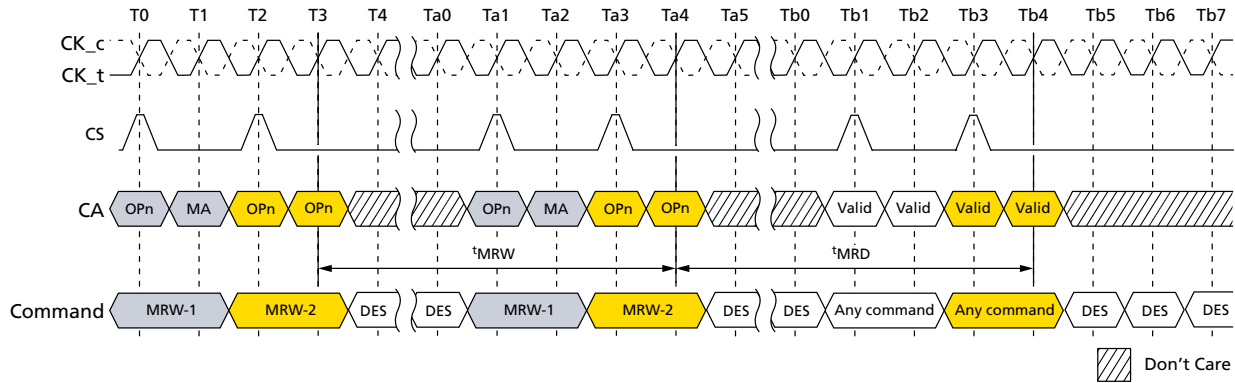 T0 T1 T2 T3 T4 Ta0 Ta1 Ta2 Ta3 Ta4 Ta5 Tb0 Tb1 Tb2 Tb3 Tb4 Tb5 Tb6 Tb7
CK_c
CK_t
CS
CA OPn MA OPn OPn OPn MA OPn OPn Valid Valid Valid Valid
tMRW tMRD
Command MRW-1 MRW-2 DES DES MRW-1 MRW-2 DES DES Any command Any command DES DES DES
Don't Care